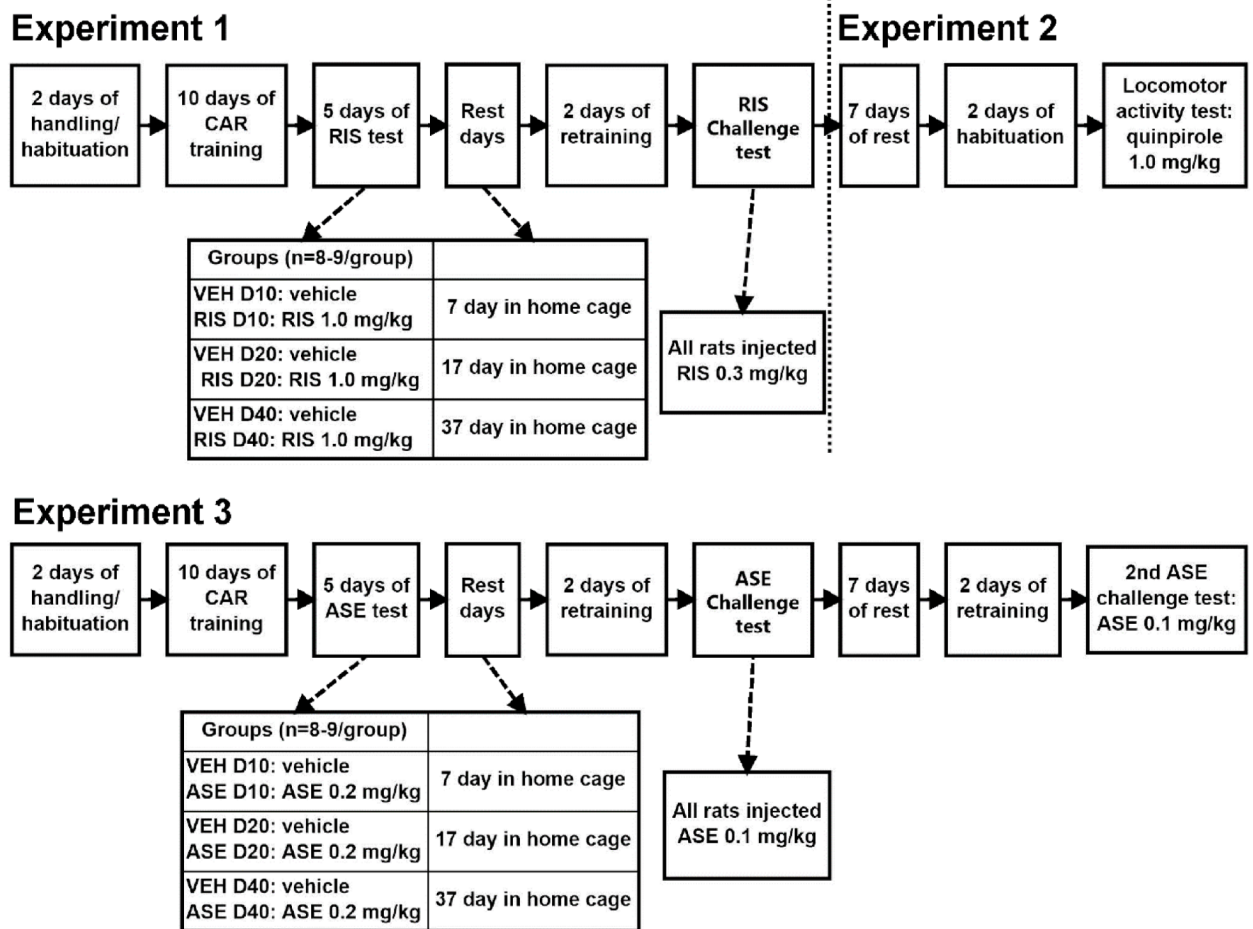 Experiment 1
Experiment 2
2 days of
handling/
habituation
10 days of
CAR
training
5 days of
RIS test
Rest
days
2 days of
retraining
RIS
Challenge
test
7 days
of rest
2 days of
habituation
Locomotor
activity test:
quinpirole
1.0 mg/kg
Groups (n=8-9/group)
VEH D10: vehicle
RIS D10: RIS 1.0 mg/kg
7 day in home cage
VEH D20: vehicle
RIS D20: RIS 1.0 mg/kg
17 day in home cage
VEH D40: vehicle
RIS D40: RIS 1.0 mg/kg
37 day in home cage
All rats injected
RIS 0.3 mg/kg
Experiment 3
2 days of
handling/
habituation
10 days of
CAR
training
5 days of
ASE test
Rest
days
2 days of
retraining
ASE
Challenge
test
7 days
of rest
2 days of
retraining
2nd ASE
challenge test:
ASE 0.1 mg/kg
Groups (n=8-9/group)
VEH D10: vehicle
ASE D10: ASE 0.2 mg/kg
7 day in home cage
VEH D20: vehicle
ASE D20: ASE 0.2 mg/kg
17 day in home cage
VEH D40: vehicle
ASE D40: ASE 0.2 mg/kg
37 day in home cage
All rats injected
ASE 0.1 mg/kg